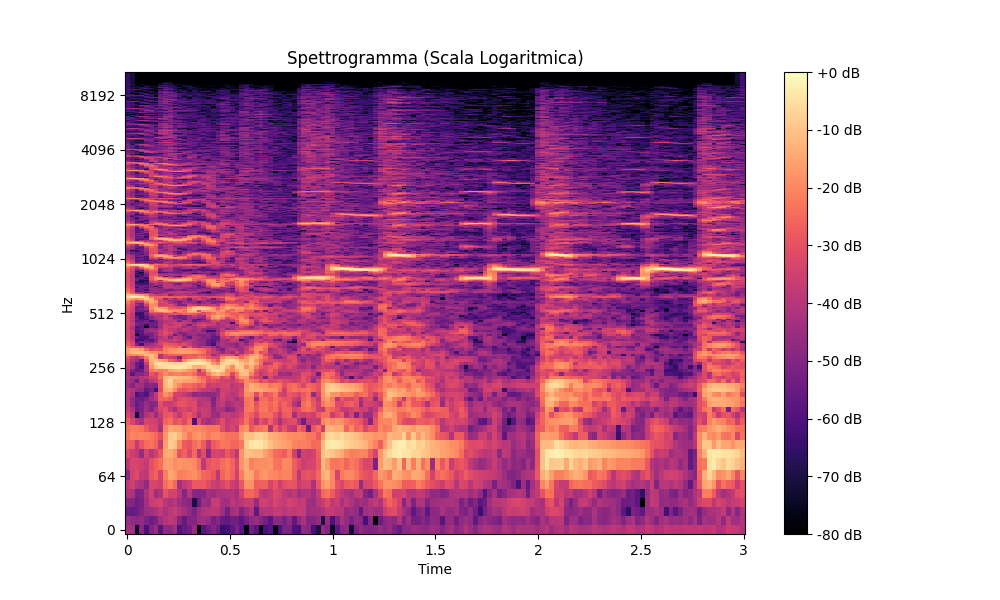 Spettrogramma (Scala Logaritmica)
8192
4096
2048
1024
512
256
128
64
0
Hz
0
0.5
1
1.5
2
2.5
3
Time
+0 dB
-10 dB
-20 dB
-30 dB
-40 dB
-50 dB
-60 dB
-70 dB
-80 dB